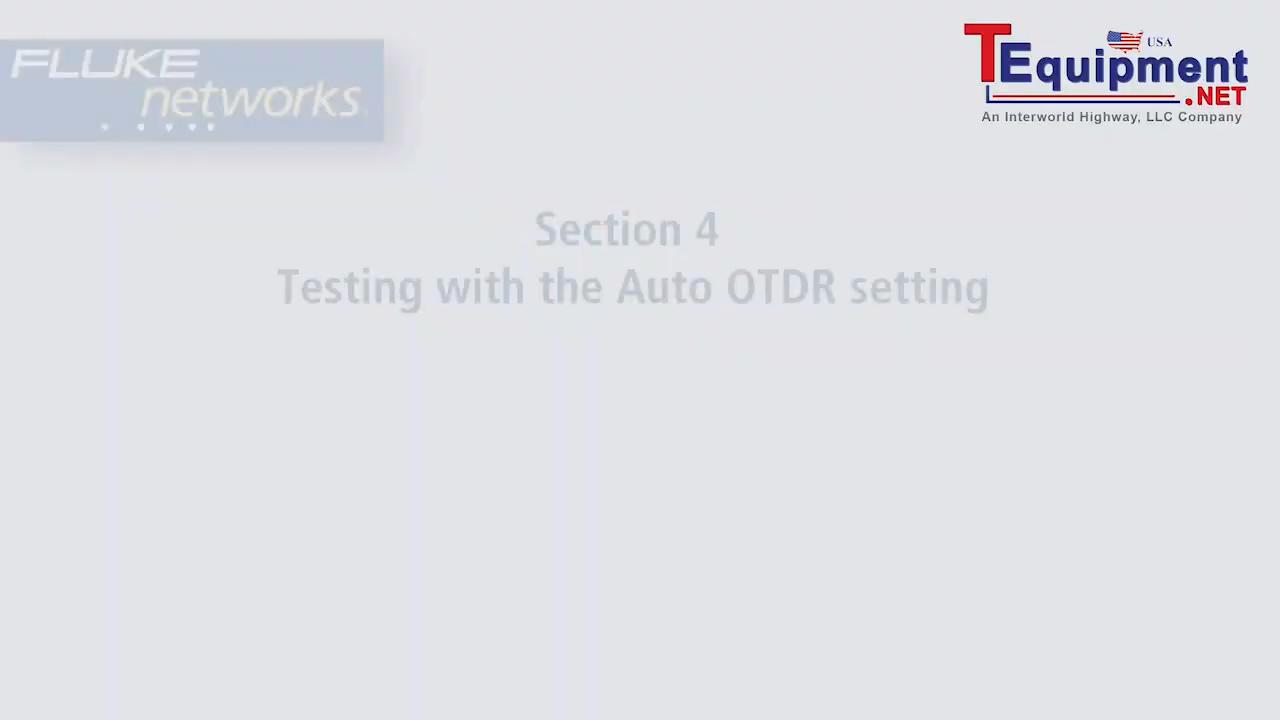 FLUKE
networks
TEquipment
USA
.NET
An Interworld Highway, LLC Company
Section 4
Testing with the Auto OTDR setting